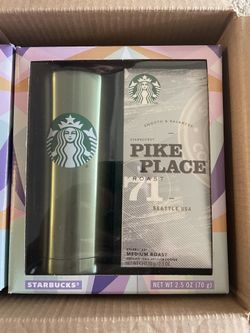 SMOOTH & BALANCED
STARBUCKS®
PIKE
PLACE
ROAST
71
SEATTLE, USA
MEDIUM ROAST
STARBUCKS®
NET WT 2.5 OZ (70 g)